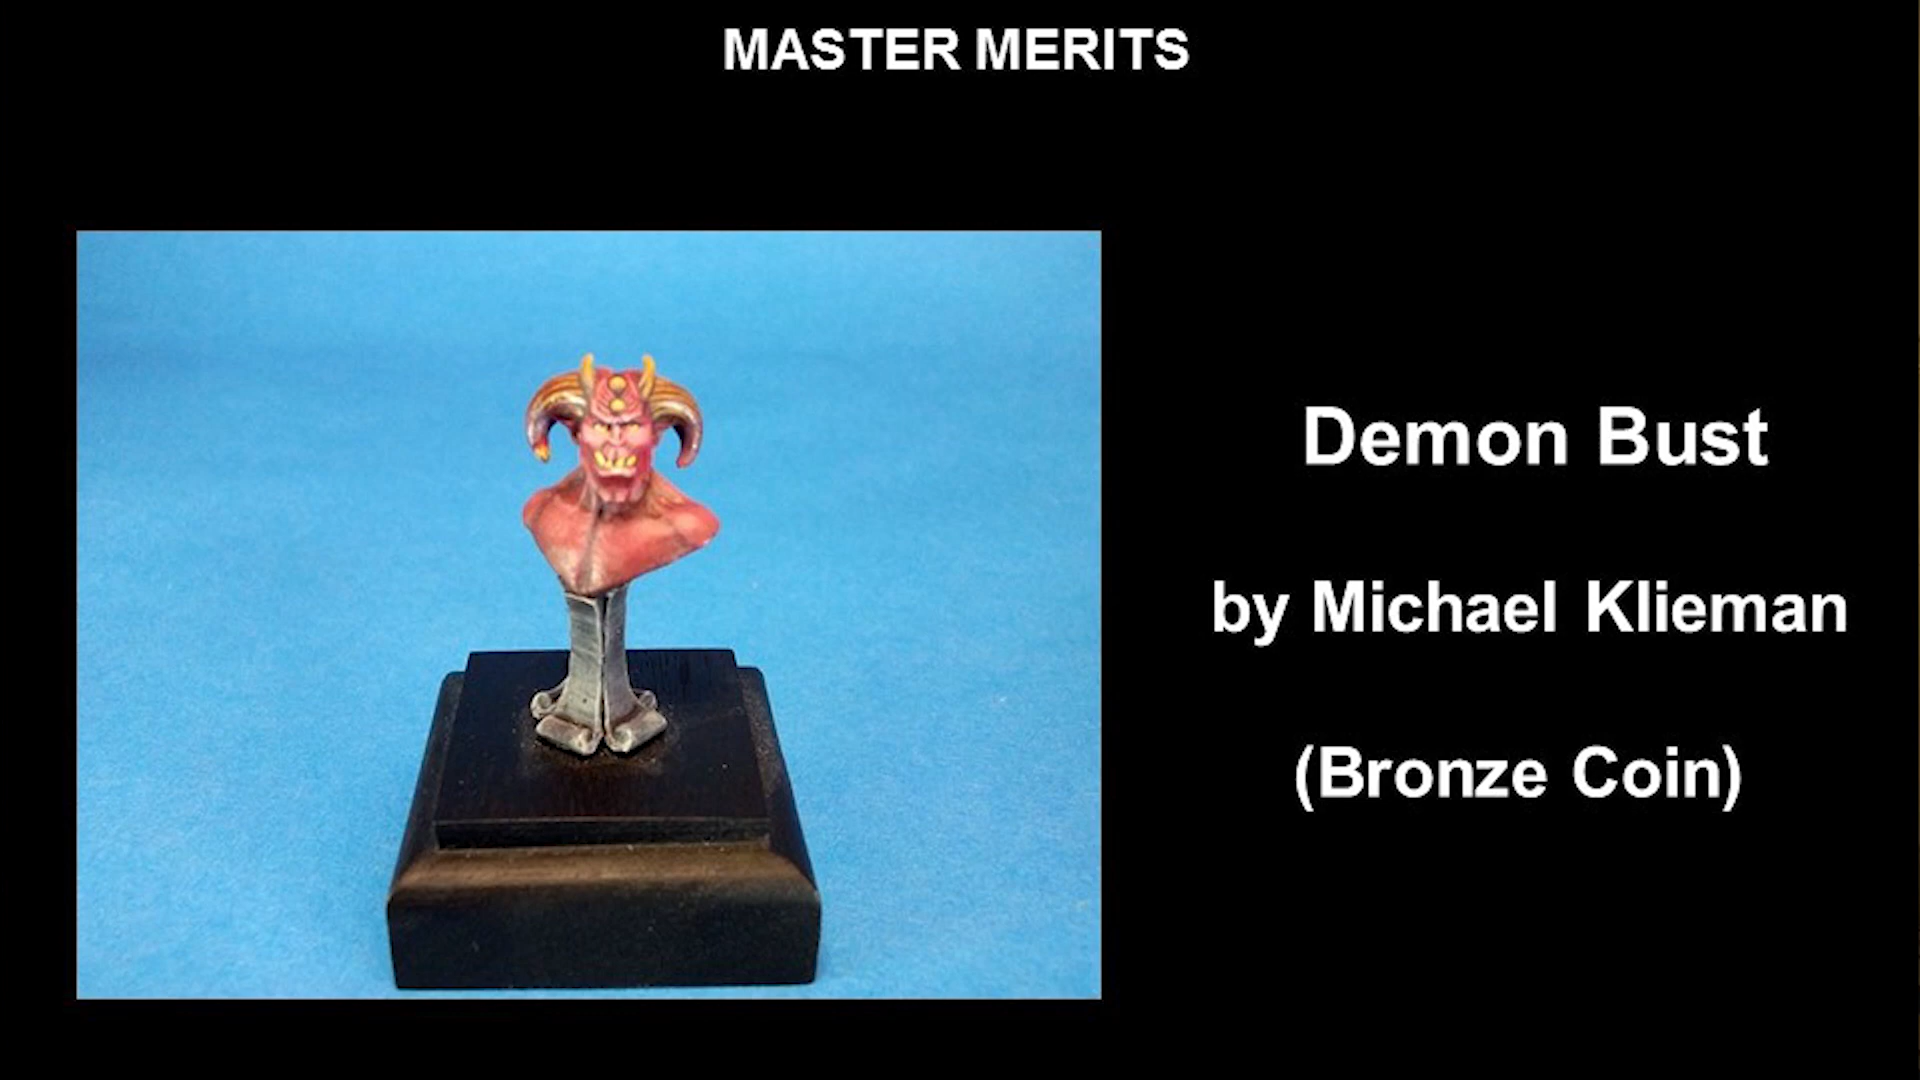 MASTER MERITS
Demon Bust
by Michael Klieman
(Bronze Coin)